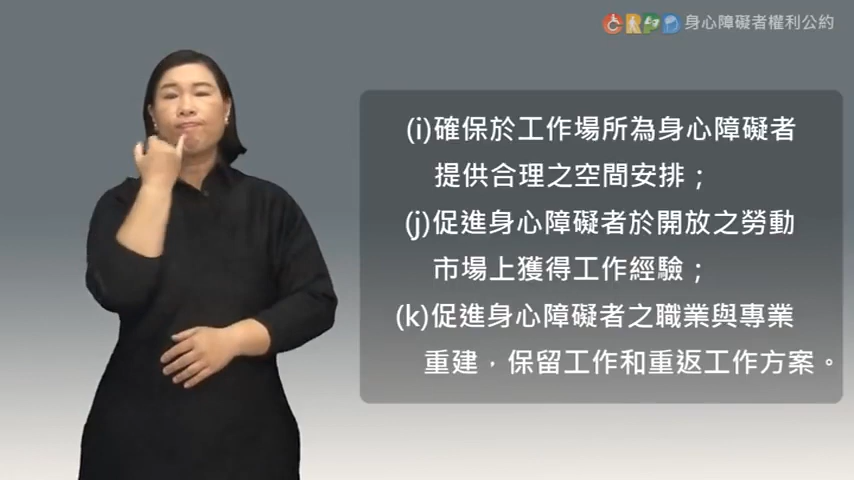 CRPD 身心障礙者權利公約
(i)確保於工作場所為身心障礙者
提供合理之空間安排；
(j)促進身心障礙者於開放之勞動
市場上獲得工作經驗；
(k)促進身心障礙者之職業與專業
重建，保留工作和重返工作方案。